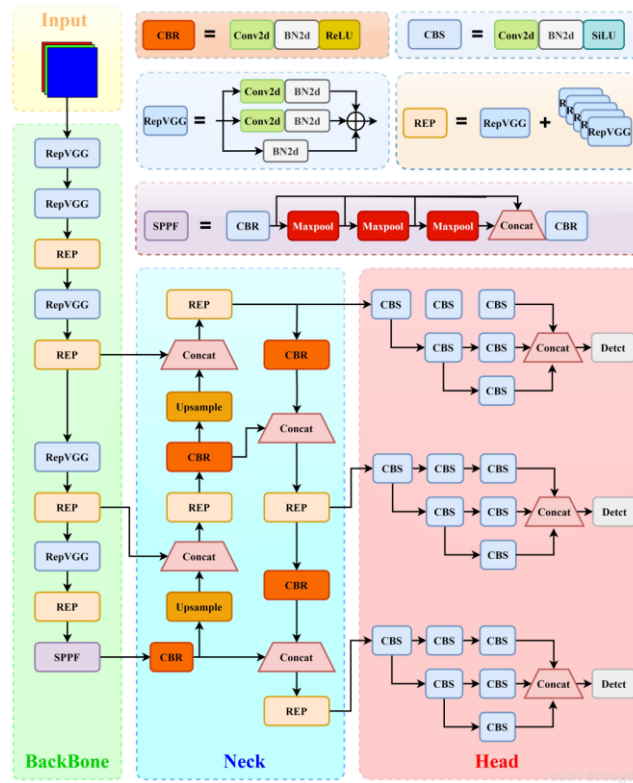 Input
CBR = Conv2d BN2d ReLU
CBS = Conv2d BN2d SiLU
RepVGG =
Conv2d BN2d
Conv2d BN2d
BN2d
REP = RepVGG + RepVGG
SPPF = CBR Maxpool Maxpool Maxpool Concat CBR
RepVGG
RepVGG
REP
RepVGG
REP
RepVGG
REP
RepVGG
REP
SPPF
BackBone
REP
Concat
Upsample
CBR
REP
Concat
Upsample
CBR
CBR
Concat
REP
CBR
Concat
REP
Neck
CBS CBS CBS
CBS CBS Concat Detct
CBS
CBS CBS CBS
CBS CBS Concat Detct
CBS
CBS CBS CBS
CBS CBS Concat Detct
CBS
Head